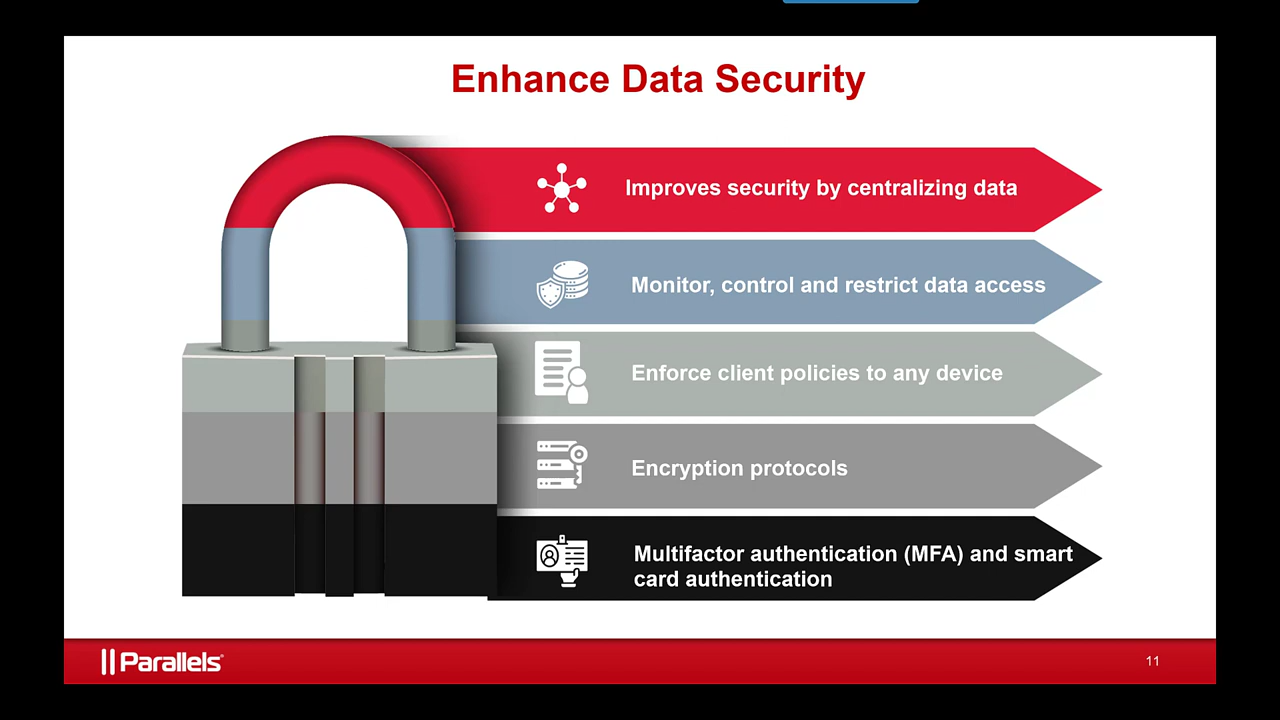 Enhance Data Security
Improves security by centralizing data
Monitor, control and restrict data access
Enforce client policies to any device
Encryption protocols
Multifactor authentication (MFA) and smart
card authentication
Parallels
11